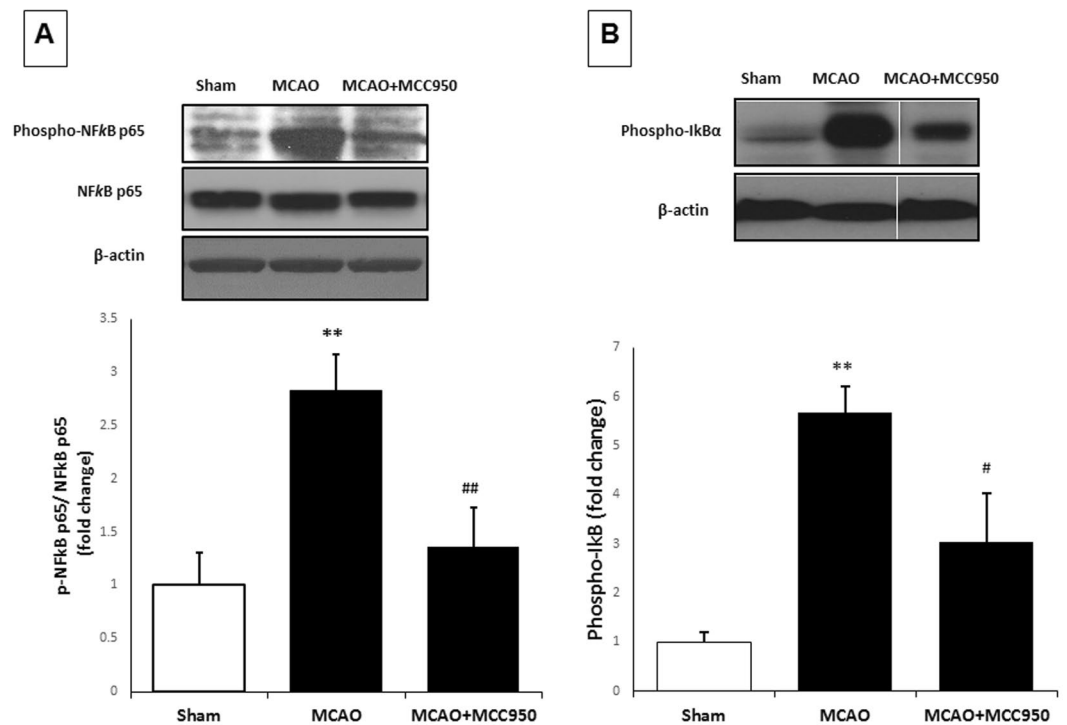 A
Sham MCAO MCAO+MCC950
Phospho-NFkB p65
NFkB p65
β-actin
3.5
3
2.5
2
1.5
1
0.5
0
p-NFkB p65/ NFkB p65
(fold change)
**
##
Sham MCAO MCAO+MCC950
B
Sham MCAO MCAO+MCC950
Phospho-IkBα
β-actin
7
6
5
4
3
2
1
0
Phospho-IkB (fold change)
**
#
Sham MCAO MCAO+MCC950